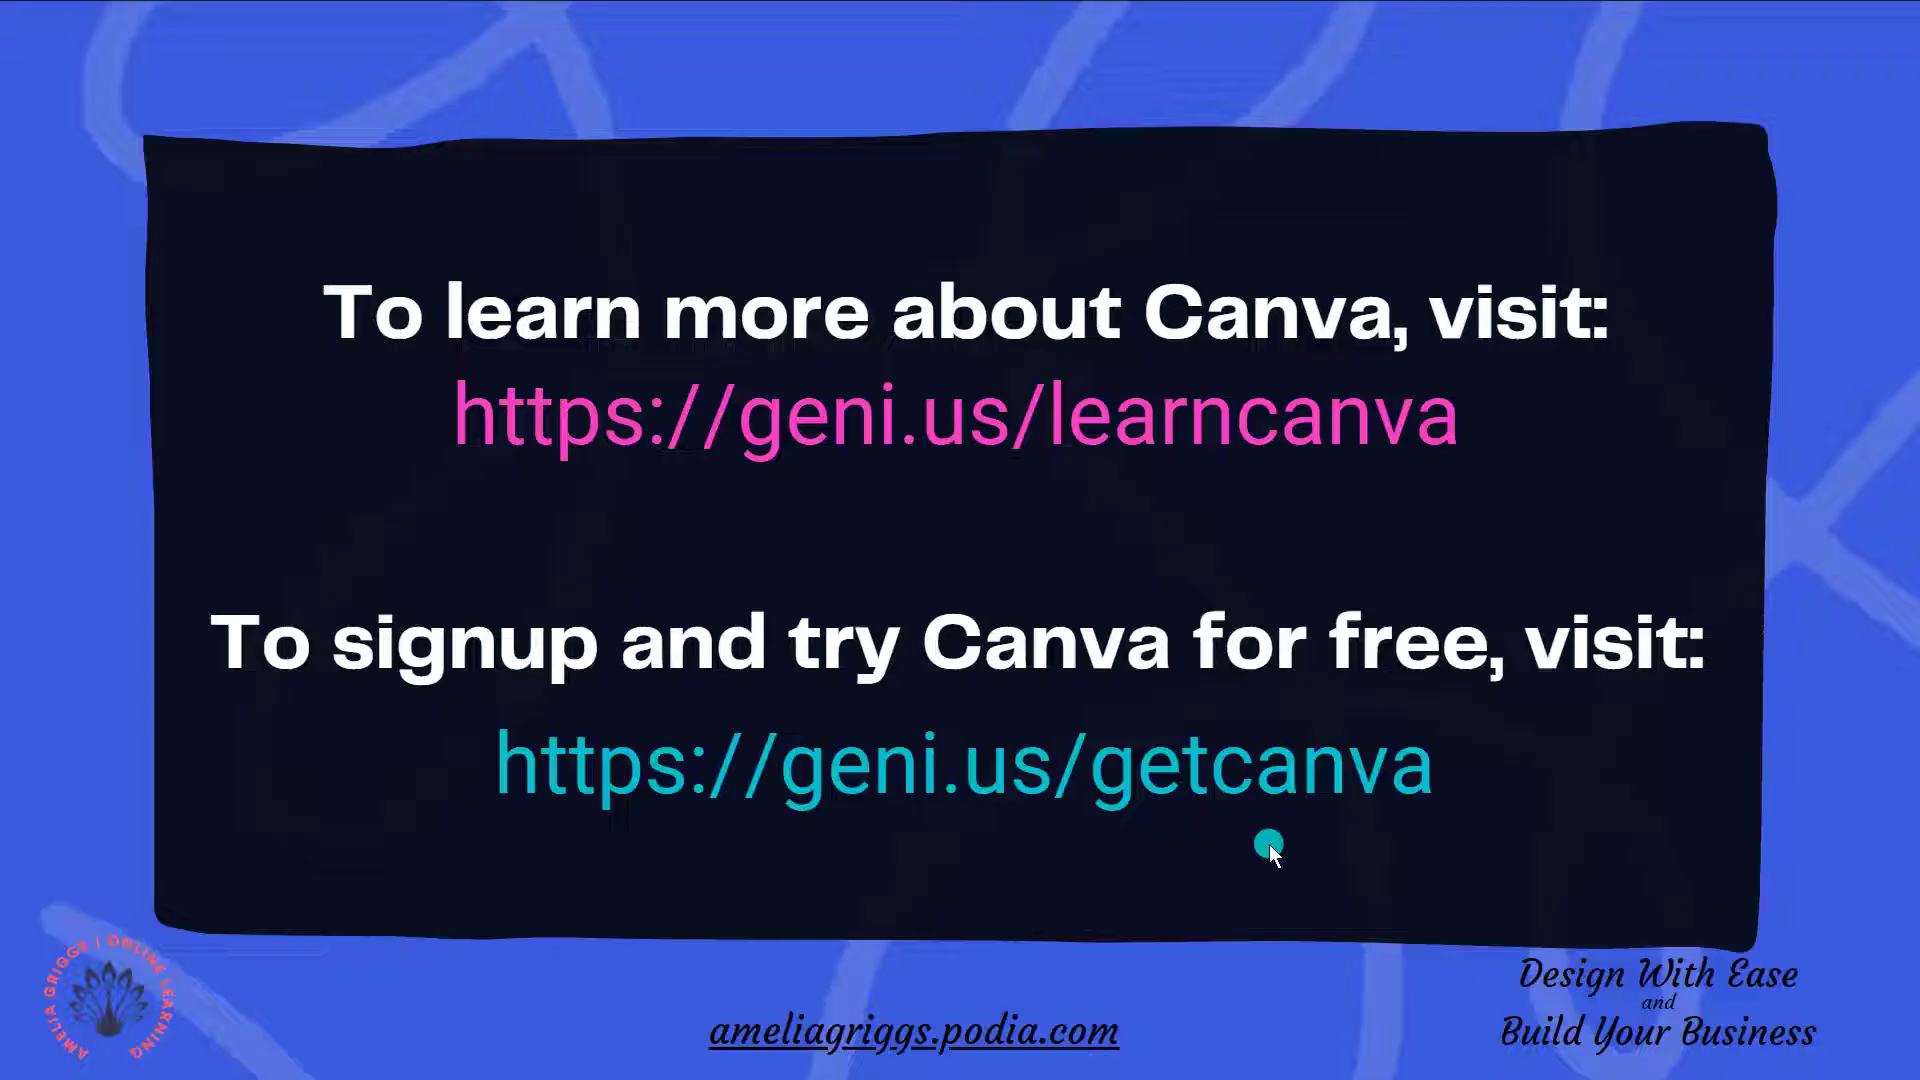 To learn more about Canva, visit:
https://geni.us/learncanva
To signup and try Canva for free, visit:
https://geni.us/getcanva
AMELIA GRIGGS | ONLINE LEARNING
ameliagriggs.podia.com
Design With Ease
and
Build Your Business